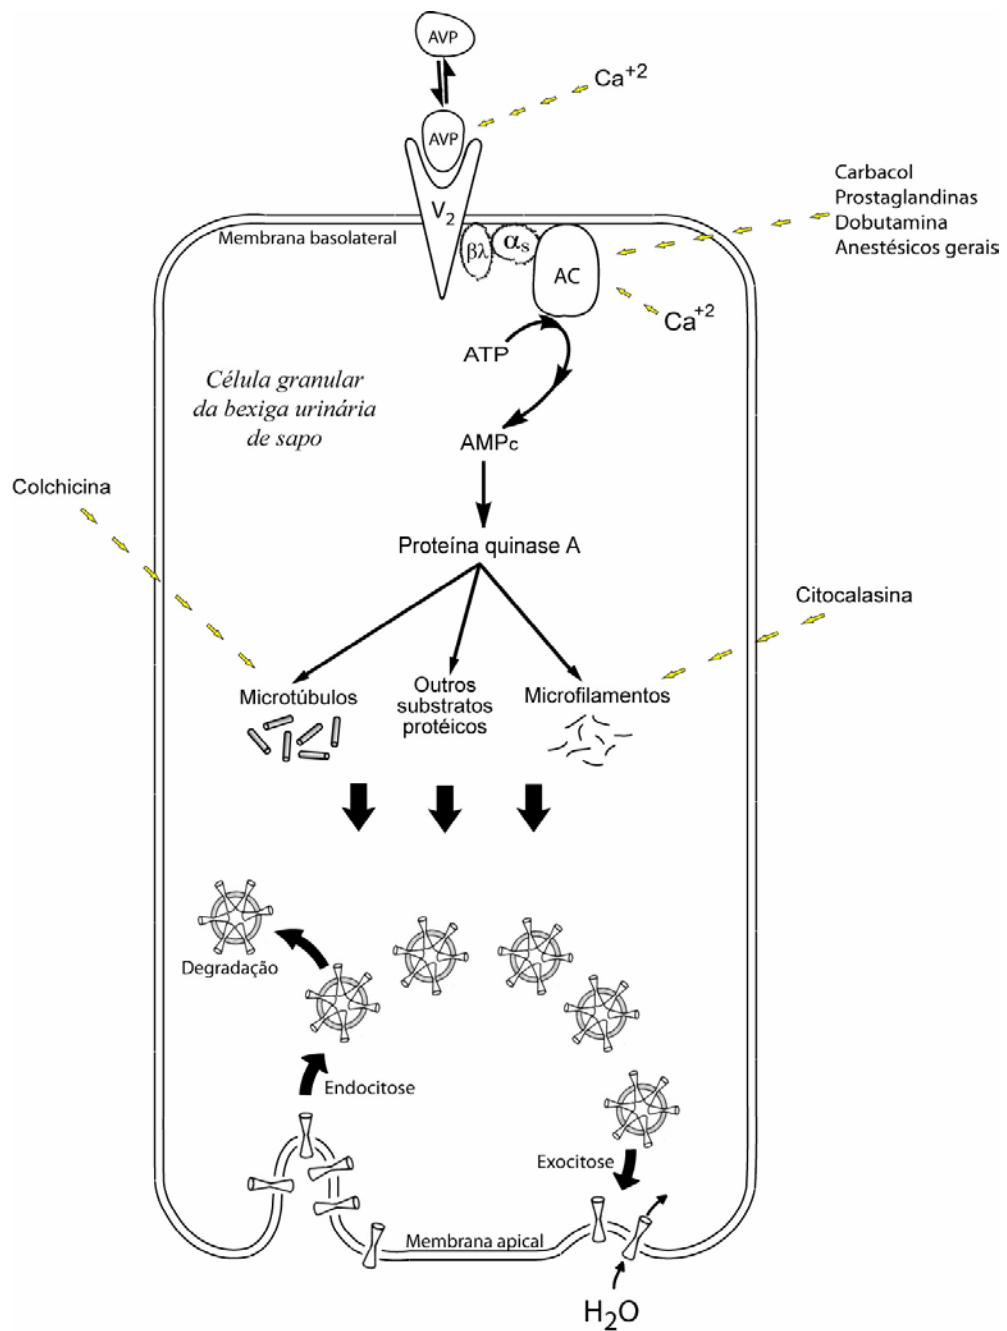 AVP
Ca+2
AVP
Carbacol
Prostaglandinas
Dobutamina
Anestésicos gerais
V2
Membrana basolateral
βλ
αs
AC
Ca+2
ATP
Célula granular
da bexiga urinária
de sapo
AMPc
Colchicina
Proteína quinase A
Citocalasina
Microtúbulos
Outros
substratos
protéicos
Microfilamentos
Degradação
Endocitose
Exocitose
Membrana apical
H2O